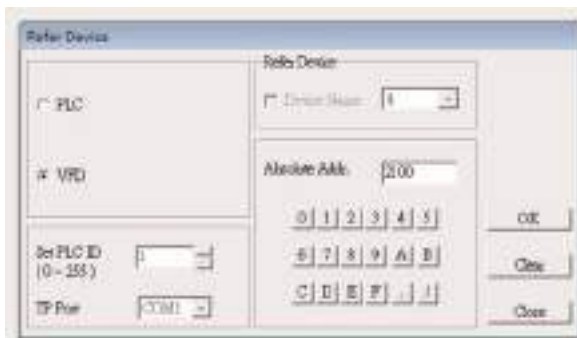 Refer Device
PLC
VFD
Set PLC ID
(0 ~ 255)
1
TP Port
COM1
Refer Device
Device Name
Absolute Addr.
2100
0 1 2 3 4 5
6 7 8 9 A B
C D E F . /
OK
Clear
Close